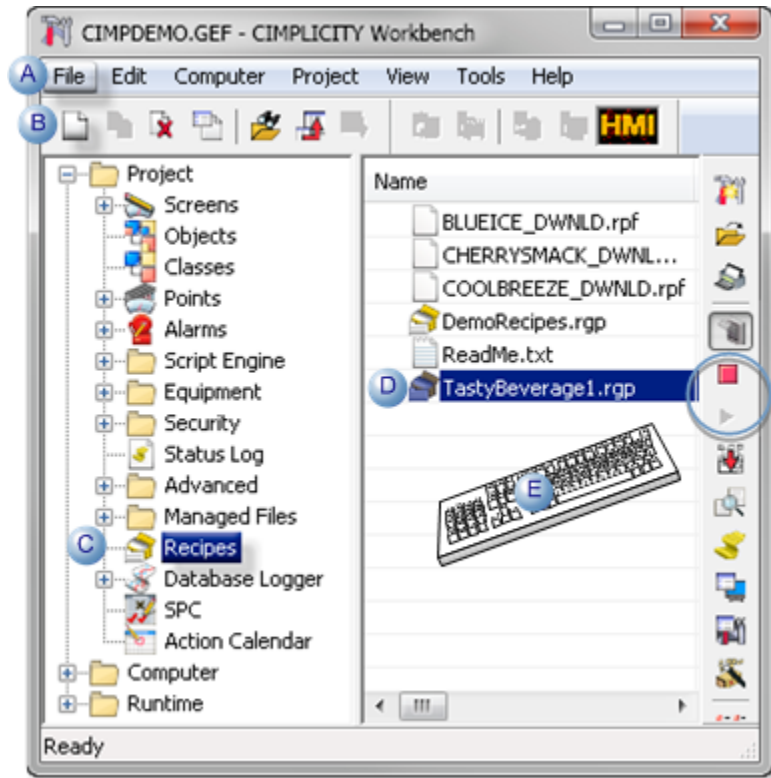 CIMPDEMO.GEF - CIMPLICITY Workbench
A File Edit Computer Project View Tools Help
B HMI
Project
Screens
Objects
Classes
Points
Alarms
Script Engine
Equipment
Security
Status Log
Advanced
Managed Files
C Recipes
Database Logger
SPC
Action Calendar
Computer
Runtime
Name
BLUEICE_DWNLD.rpf
CHERRYSMACK_DWNL...
COOLBREEZE_DWNLD.rpf
DemoRecipes.rgp
ReadMe.txt
D TastyBeverage1.rgp
E
Ready